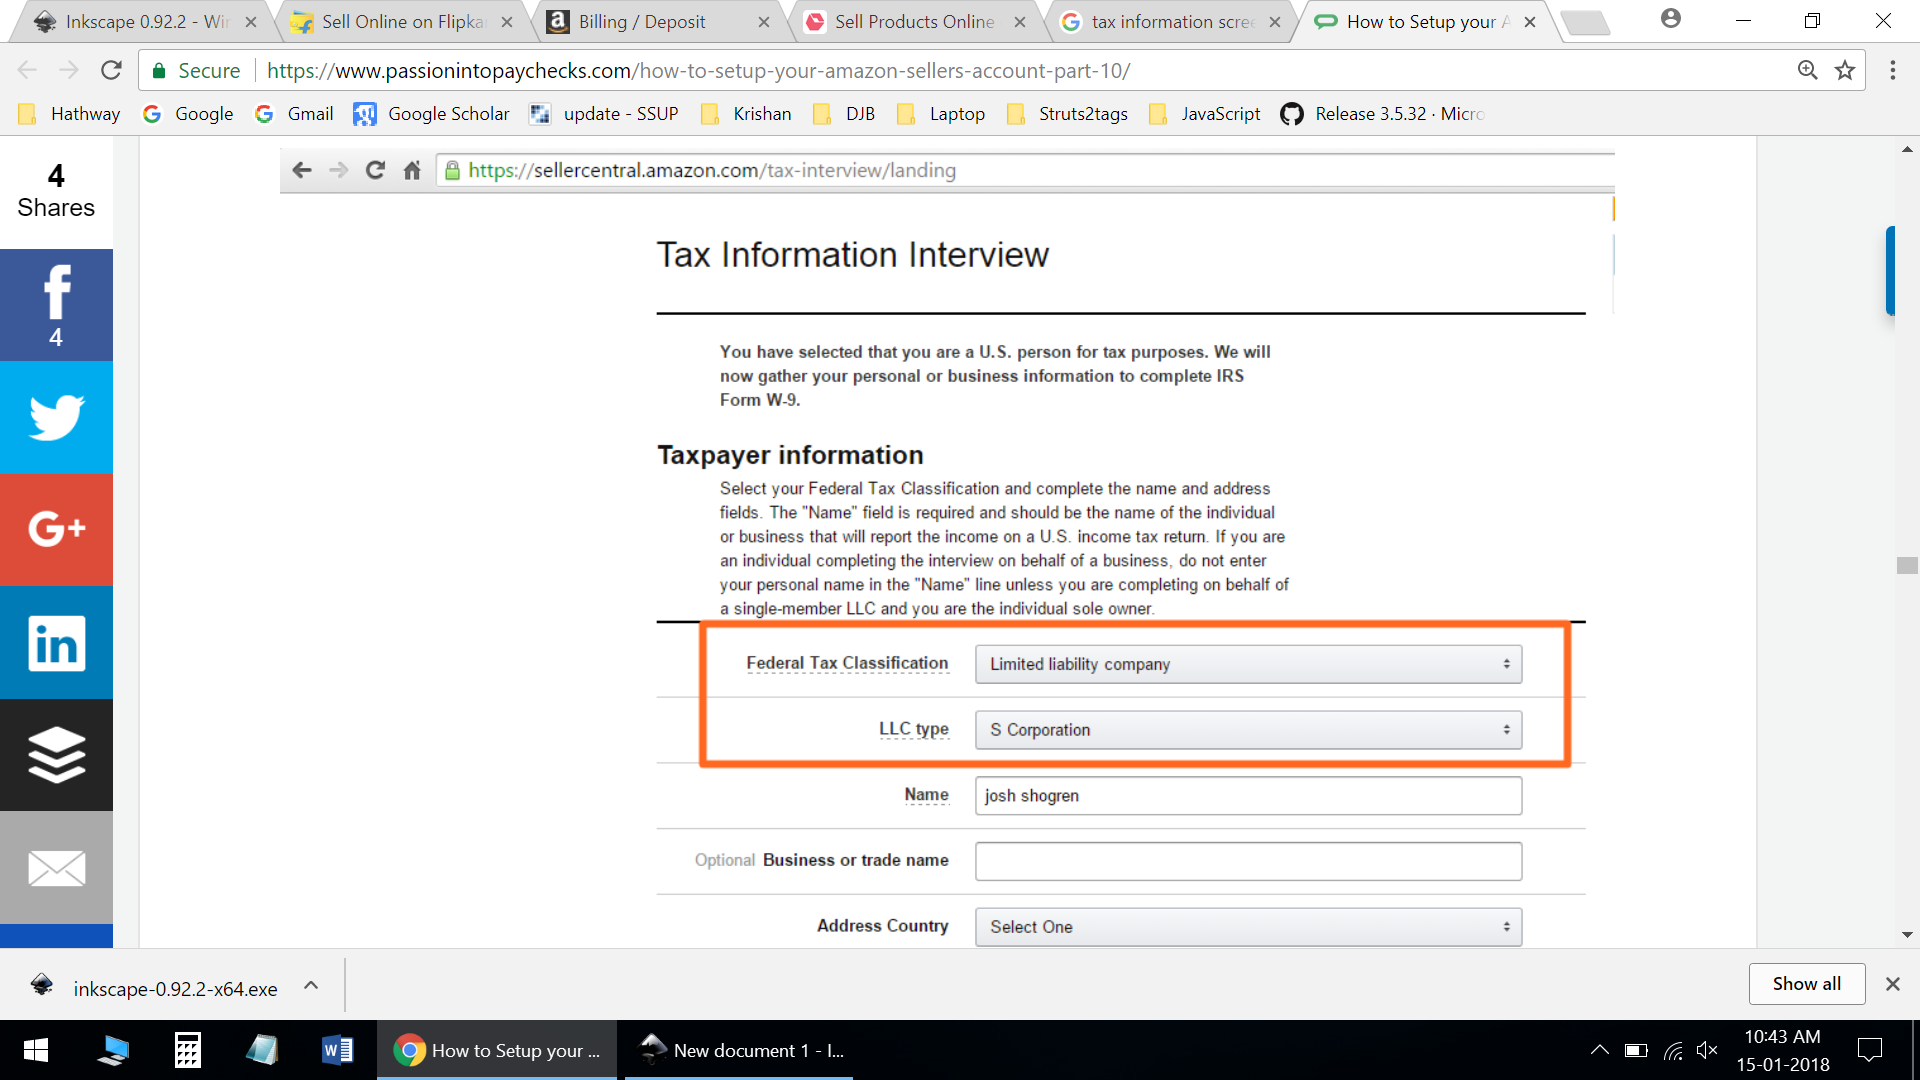 Inkscape 0.92.2 - Win
Sell Online on Flipka
Billing / Deposit
Sell Products Online
tax information scree
How to Setup your A
Secure
https://www.passionintopaychecks.com/how-to-setup-your-amazon-sellers-account-part-10/
Hathway
Google
Gmail
Google Scholar
update - SSUP
Krishan
DJB
Laptop
Struts2tags
JavaScript
Release 3.5.32 · Micro
4
Shares
4
https://sellercentral.amazon.com/tax-interview/landing
Tax Information Interview
You have selected that you are a U.S. person for tax purposes. We will
now gather your personal or business information to complete IRS
Form W-9.
Taxpayer information
Select your Federal Tax Classification and complete the name and address
fields. The "Name" field is required and should be the name of the individual
or business that will report the income on a U.S. income tax return. If you are
an individual completing the interview on behalf of a business, do not enter
your personal name in the "Name" line unless you are completing on behalf of
a single-member LLC and you are the individual sole owner.
Federal Tax Classification Limited liability company
LLC type S Corporation
Name josh shogren
Optional Business or trade name
Address Country Select One
inkscape-0.92.2-x64.exe
Show all
How to Setup your ...
New document 1 - I...
10:43 AM
15-01-2018